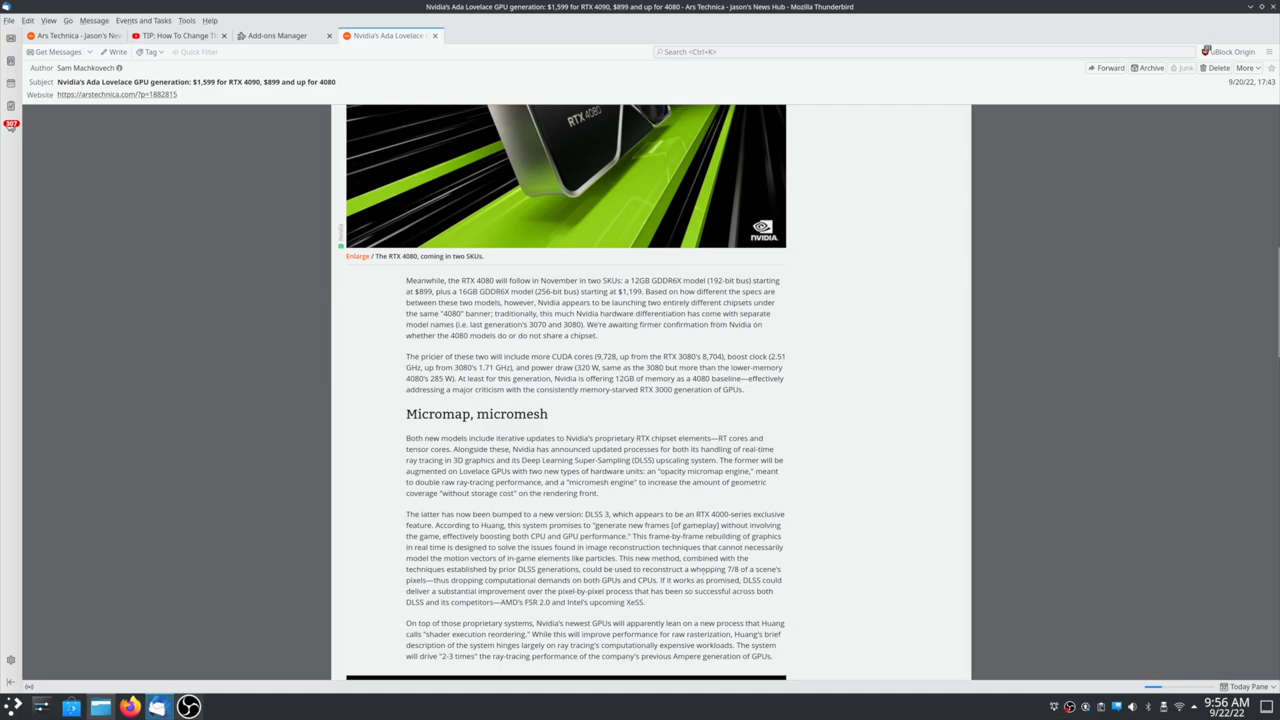 Nvidia's Ada Lovelace GPU generation: $1,599 for RTX 4090, $899 and up for 4080 - Ars Technica - Jason's News Hub - Mozilla Thunderbird
File Edit View Go Message Events and Tasks Tools Help
Ars Technica - Jason's Nev
TIP: How To Change Th
Add-ons Manager
Nvidia's Ada Lovelace G
Get Messages Write Tag Quick Filter
Search <Ctrl+K>
uBlock Origin
Author Sam Machkovech
Forward Archive Junk Delete More
Subject Nvidia's Ada Lovelace GPU generation: $1,599 for RTX 4090, $899 and up for 4080
9/20/22, 17:43
Website https://arstechnica.com/?p=1882815
307
RTX 4080
NVIDIA.
Nvidia
Enlarge / The RTX 4080, coming in two SKUs.
Meanwhile, the RTX 4080 will follow in November in two SKUs: a 12GB GDDR6X model (192-bit bus) starting
at $899, plus a 16GB GDDR6X model (256-bit bus) starting at $1,199. Based on how different the specs are
between these two models, however, Nvidia appears to be launching two entirely different chipsets under
the same "4080" banner; traditionally, this much Nvidia hardware differentiation has come with separate
model names (i.e. last generation's 3070 and 3080). We're awaiting firmer confirmation from Nvidia on
whether the 4080 models do or do not share a chipset.
The pricier of these two will include more CUDA cores (9,728, up from the RTX 3080's 8,704), boost clock (2.51
GHz, up from 3080's 1.71 GHz), and power draw (320 W, same as the 3080 but more than the lower-memory
4080's 285 W). At least for this generation, Nvidia is offering 12GB of memory as a 4080 baseline—effectively
addressing a major criticism with the consistently memory-starved RTX 3000 generation of GPUs.
Micromap, micromesh
Both new models include iterative updates to Nvidia's proprietary RTX chipset elements—RT cores and
tensor cores. Alongside these, Nvidia has announced updated processes for both its handling of real-time
ray tracing in 3D graphics and its Deep Learning Super-Sampling (DLSS) upscaling system. The former will be
augmented on Lovelace GPUs with two new types of hardware units: an "opacity micromap engine," meant
to double raw ray-tracing performance, and a "micromesh engine" to increase the amount of geometric
coverage "without storage cost" on the rendering front.
The latter has now been bumped to a new version: DLSS 3, which appears to be an RTX 4000-series exclusive
feature. According to Huang, this system promises to "generate new frames [of gameplay] without involving
the game, effectively boosting both CPU and GPU performance." This frame-by-frame rebuilding of graphics
in real time is designed to solve the issues found in image reconstruction techniques that cannot necessarily
model the motion vectors of in-game elements like particles. This new method, combined with the
techniques established by prior DLSS generations, could be used to reconstruct a whopping 7/8 of a scene's
pixels—thus dropping computational demands on both GPUs and CPUs. If it works as promised, DLSS could
deliver a substantial improvement over the pixel-by-pixel process that has been so successful across both
DLSS and its competitors—AMD's FSR 2.0 and Intel's upcoming XeSS.
On top of those proprietary systems, Nvidia's newest GPUs will apparently lean on a new process that Huang
calls "shader execution reordering." While this will improve performance for raw rasterization, Huang's brief
description of the system hinges largely on ray tracing's computationally expensive workloads. The system
will drive "2-3 times" the ray-tracing performance of the company's previous Ampere generation of GPUs.
Today Pane
9:56 AM
9/22/22